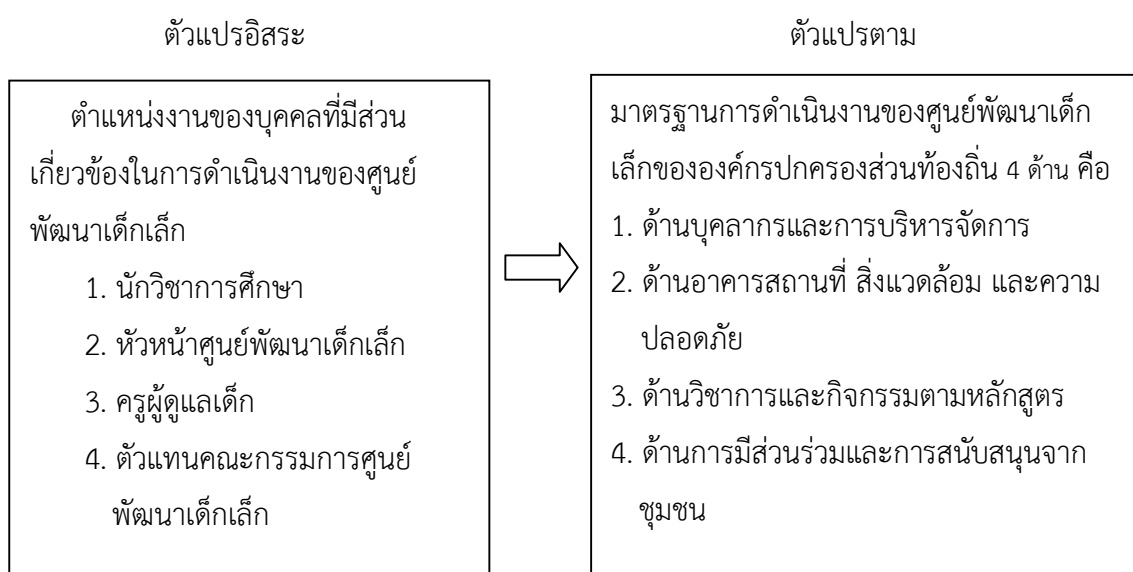 ตัวแปรอิสระ
ตำแหน่งงานของบุคคลที่มีส่วน
เกี่ยวข้องในการดำเนินงานของศูนย์
พัฒนาเด็กเล็ก
1. นักวิชาการศึกษา
2. หัวหน้าศูนย์พัฒนาเด็กเล็ก
3. ครูผู้ดูแลเด็ก
4. ตัวแทนคณะกรรมการศูนย์
พัฒนาเด็กเล็ก
ตัวแปรตาม
มาตรฐานการดำเนินงานของศูนย์พัฒนาเด็ก
เล็กขององค์กรปกครองส่วนท้องถิ่น 4 ด้าน คือ
1. ด้านบุคลากรและการบริหารจัดการ
2. ด้านอาคารสถานที่ สิ่งแวดล้อม และความ
ปลอดภัย
3. ด้านวิชาการและกิจกรรมตามหลักสูตร
4. ด้านการมีส่วนร่วมและการสนับสนุนจาก
ชุมชน